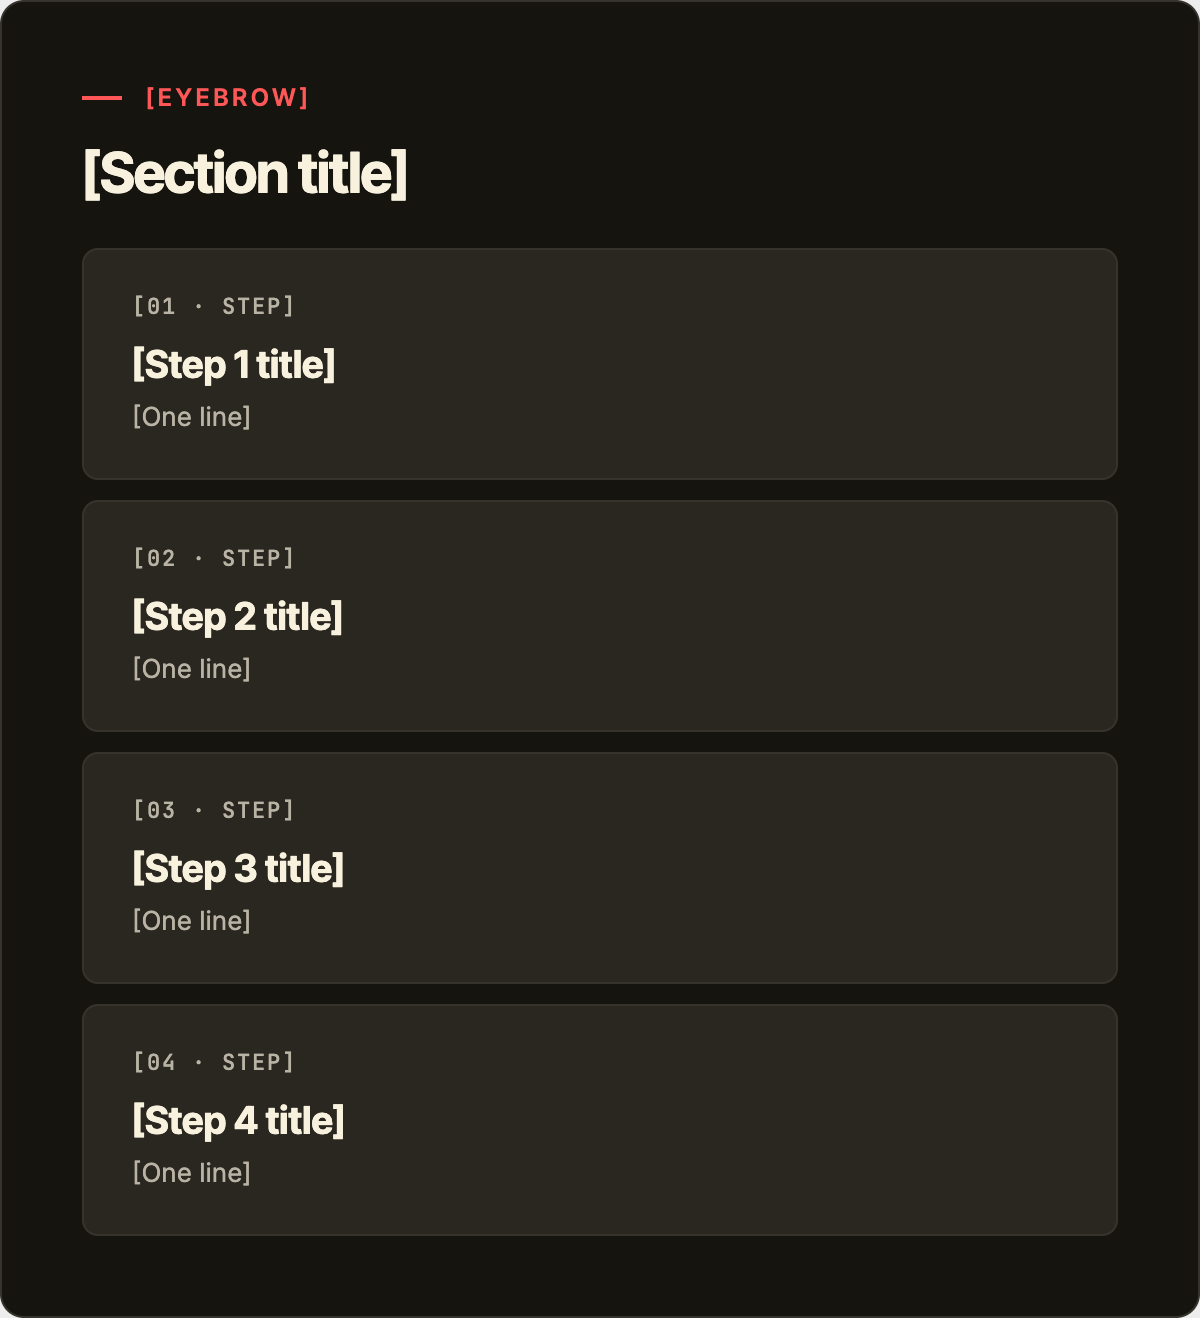 [EYEBROW]
[Section title]
[01 · STEP]
[Step 1 title]
[One line]
[02 · STEP]
[Step 2 title]
[One line]
[03 · STEP]
[Step 3 title]
[One line]
[04 · STEP]
[Step 4 title]
[One line]